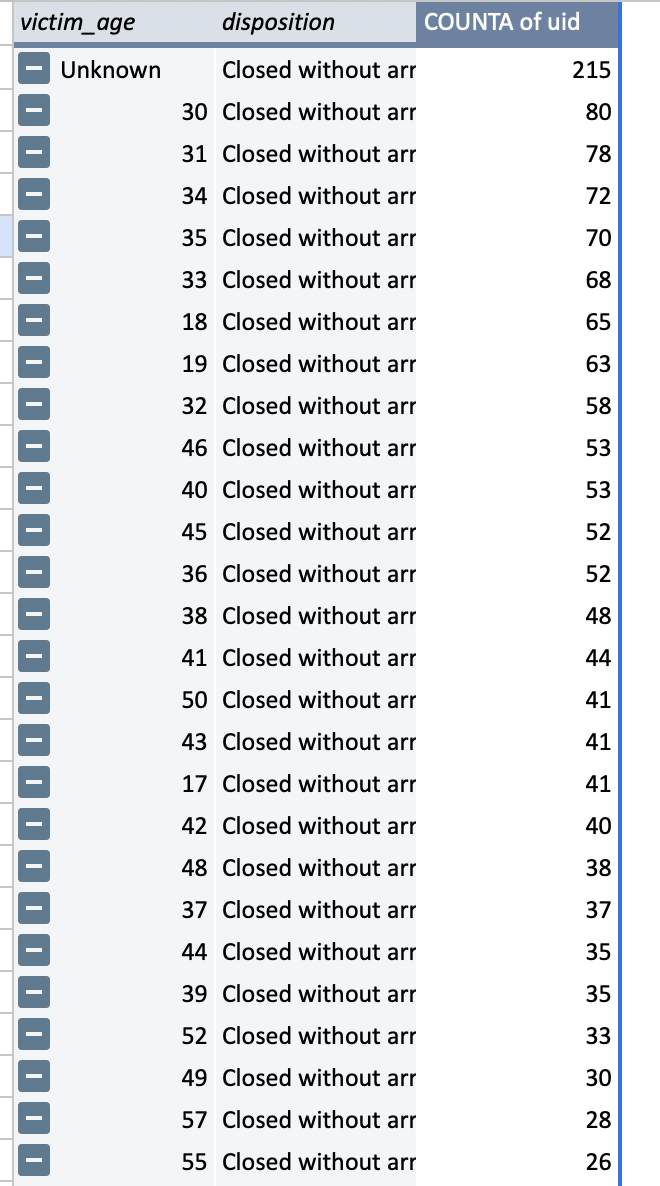 victim_age disposition COUNTA of uid
Unknown Closed without arr 215
30 Closed without arr 80
31 Closed without arr 78
34 Closed without arr 72
35 Closed without arr 70
33 Closed without arr 68
18 Closed without arr 65
19 Closed without arr 63
32 Closed without arr 58
46 Closed without arr 53
40 Closed without arr 53
45 Closed without arr 52
36 Closed without arr 52
38 Closed without arr 48
41 Closed without arr 44
50 Closed without arr 41
43 Closed without arr 41
17 Closed without arr 41
42 Closed without arr 40
48 Closed without arr 38
37 Closed without arr 37
44 Closed without arr 35
39 Closed without arr 35
52 Closed without arr 33
49 Closed without arr 30
57 Closed without arr 28
55 Closed without arr 26